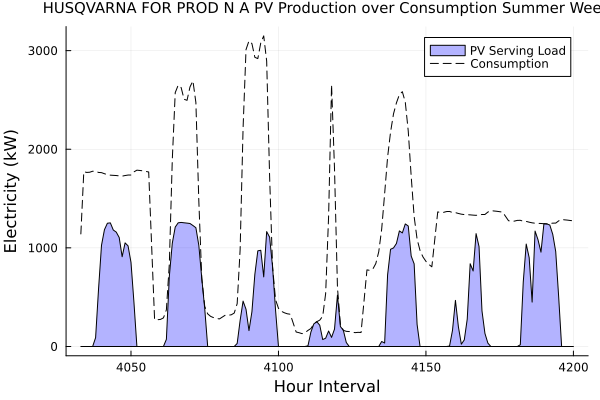 HUSQVARNA FOR PROD N A PV Production over Consumption Summer Wee
PV Serving Load
Consumption
3000
2000
1000
0
Electricity (kW)
4050 4100 4150 4200
Hour Interval